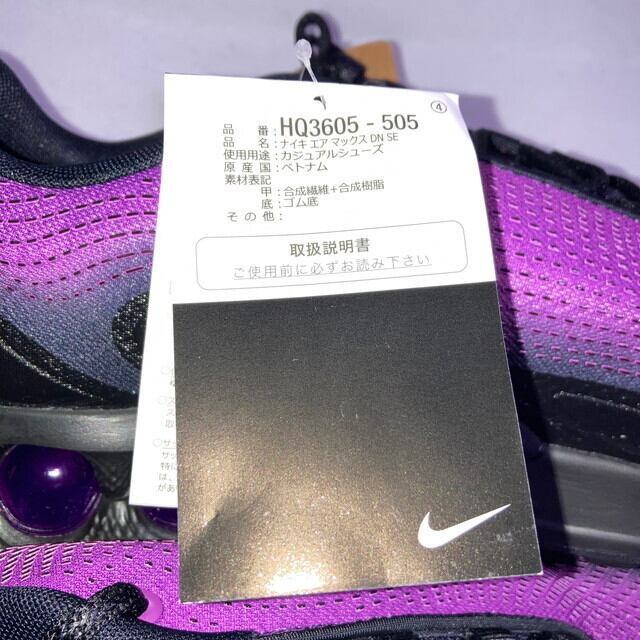 ④
品番:HQ3605 - 505
品名:ナイキ エア マックス DN SE
使用用途:カジュアルシューズ
原産国:ベトナム
素材表記
甲:合成繊維+合成樹脂
底:ゴム底
その他:
取扱説明書
ご使用前に必ずお読み下さい